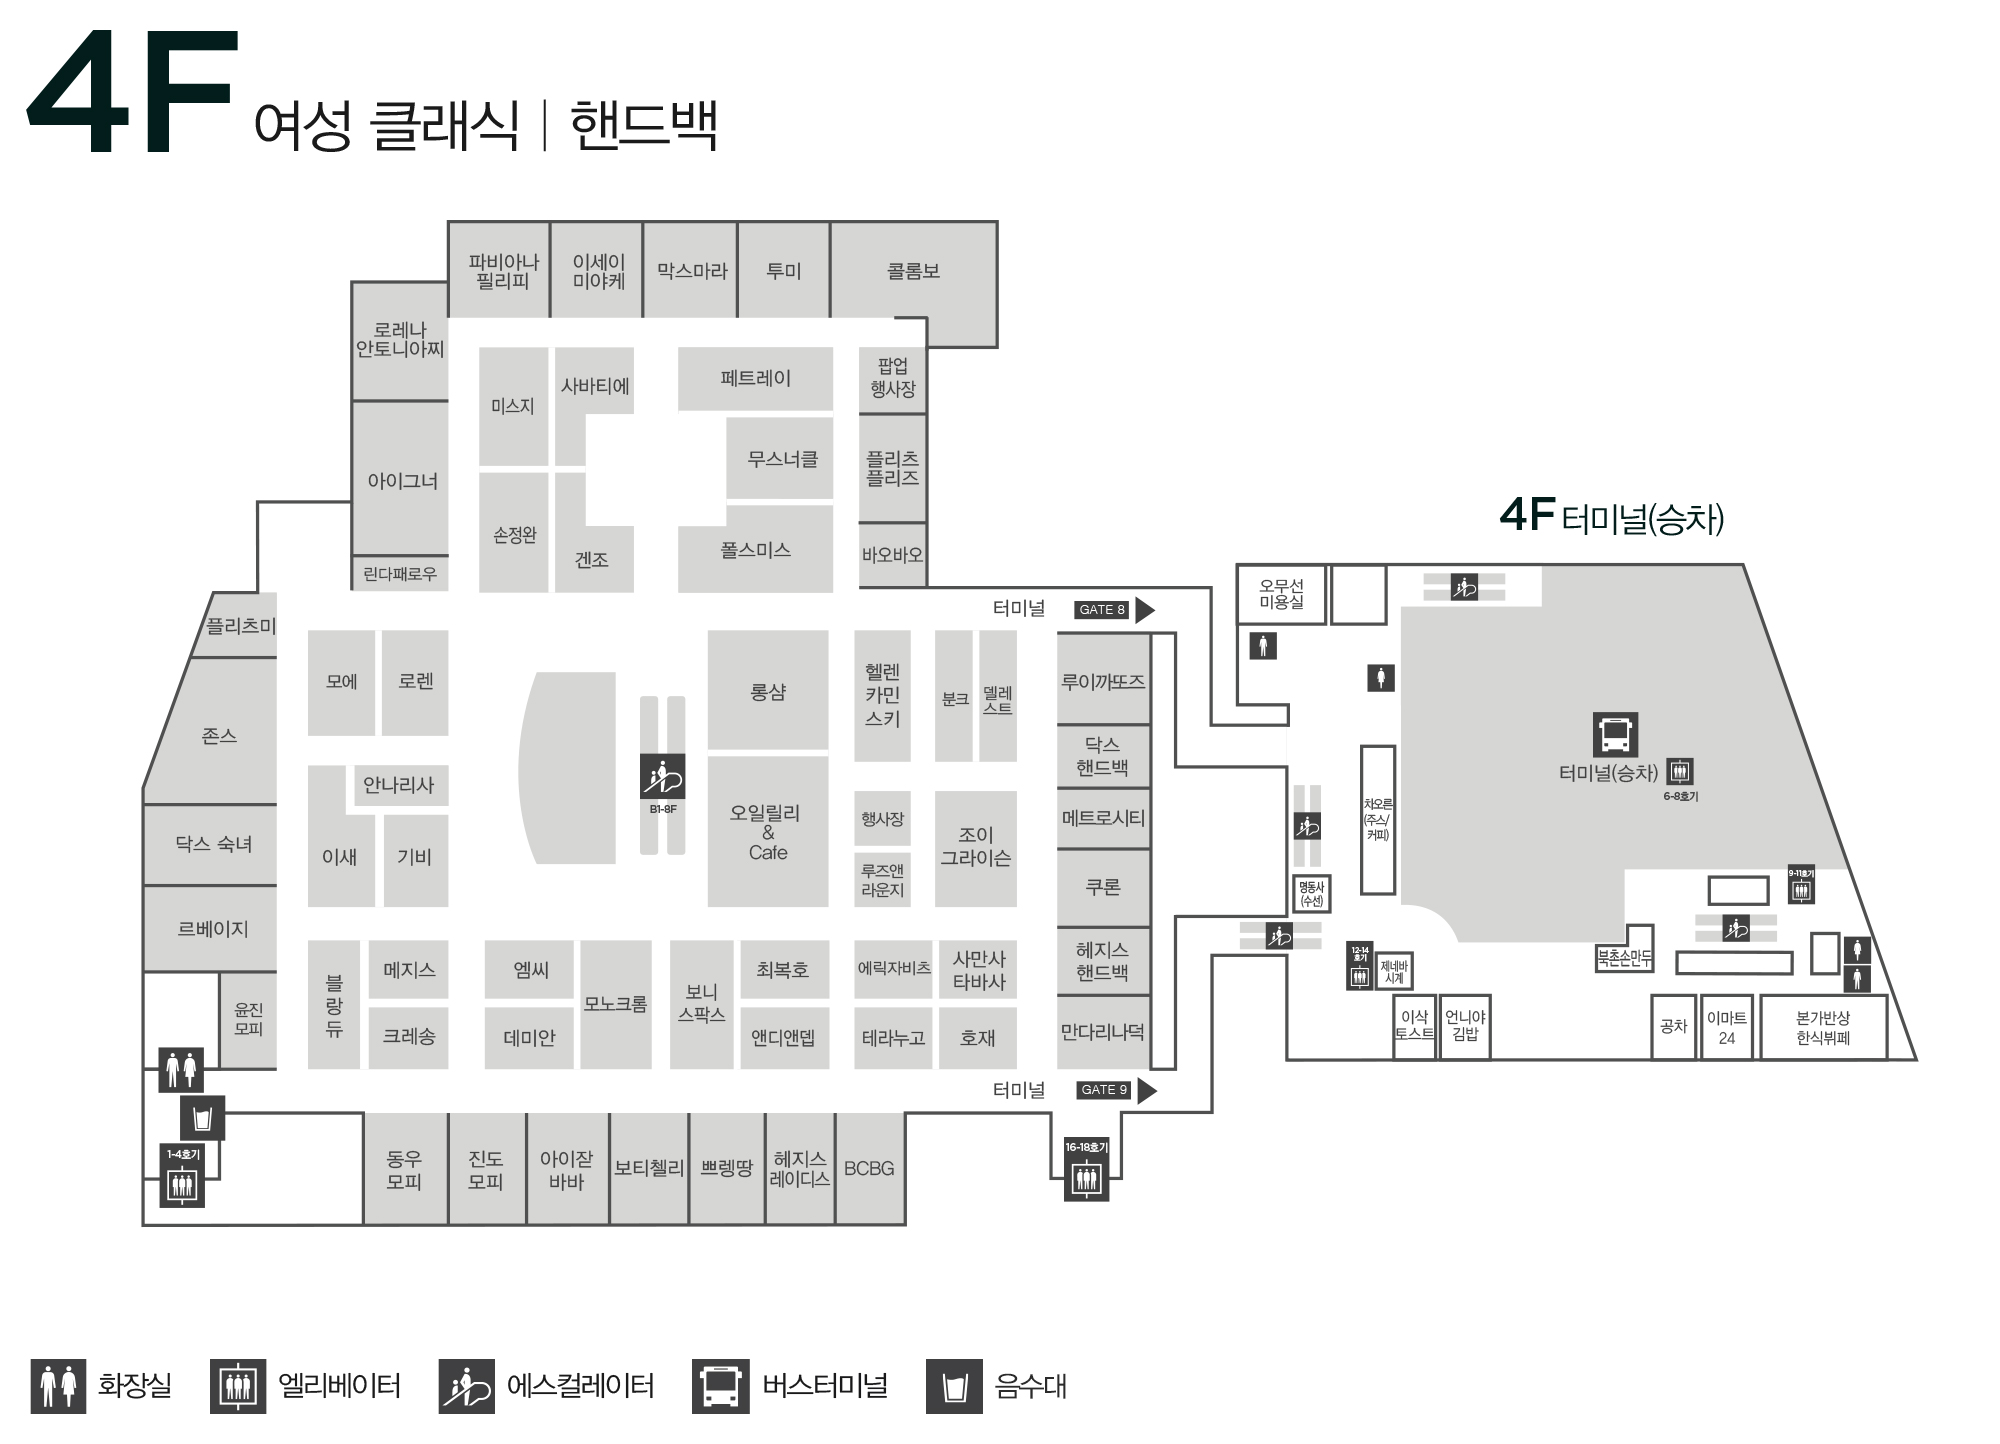 4F 여성 클래식 | 핸드백
파비아나
필리피
이세이
미야케
막스마라
투미
콜롬보
로레나
안토니아찌
미스지
사바티에
페트레이
팝업
행사장
아이그너
무스너클
플리츠
플리즈
손정완
겐조
폴스미스
바오바오
린다패로우
4F 터미널(승차)
터미널
GATE 8
오무선
미용실
플리츠미
모에
로렌
롱샴
헬렌
카민
스키
분크
델레
스트
루이까또즈
존스
안나리사
B1-8F
닥스
핸드백
터미널(승차)
6-8호기
오일릴리
&
Cafe
행사장
조이
그라이슨
메트로시티
차오른
(주스/
커피)
닥스 숙녀
이새
기비
루즈앤
라운지
쿠론
명동사
(수선)
9-11호기
르베이지
블
랑
듀
메지스
엠씨
모노크롬
보니
스팍스
최복호
에릭자비츠
사만사
타바사
헤지스
핸드백
12-14
호기
제네바
시계
북촌손만두
윤진
모피
크레송
데미안
앤디앤뎁
테라누고
호재
만다리나덕
이삭
토스트
언니야
김밥
공차
이마트
24
본가반상
한식뷔페
터미널
GATE 9
1-4호기
동우
모피
진도
모피
아이잗
바바
보티첼리
쁘렝땅
헤지스
레이디스
BCBG
16-18호기
화장실
엘리베이터
에스컬레이터
버스터미널
음수대